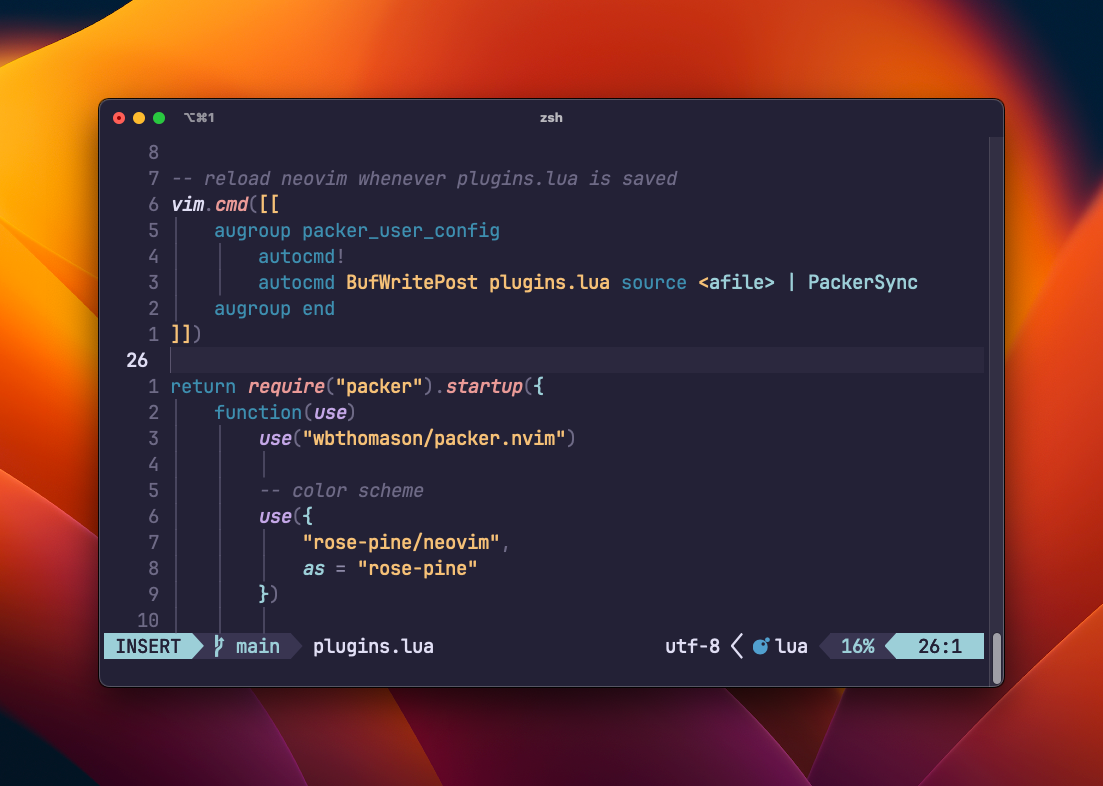 ⌥⌘1 zsh
8
7 -- reload neovim whenever plugins.lua is saved
6 vim.cmd([[
5 augroup packer_user_config
4 autocmd!
3 autocmd BufWritePost plugins.lua source <afile> | PackerSync
2 augroup end
1 ]])
26
1 return require("packer").startup({
2 function(use)
3 use("wbthomason/packer.nvim")
4
5 -- color scheme
6 use({
7 "rose-pine/neovim",
8 as = "rose-pine"
9 })
10
INSERT main plugins.lua utf-8 lua 16% 26:1